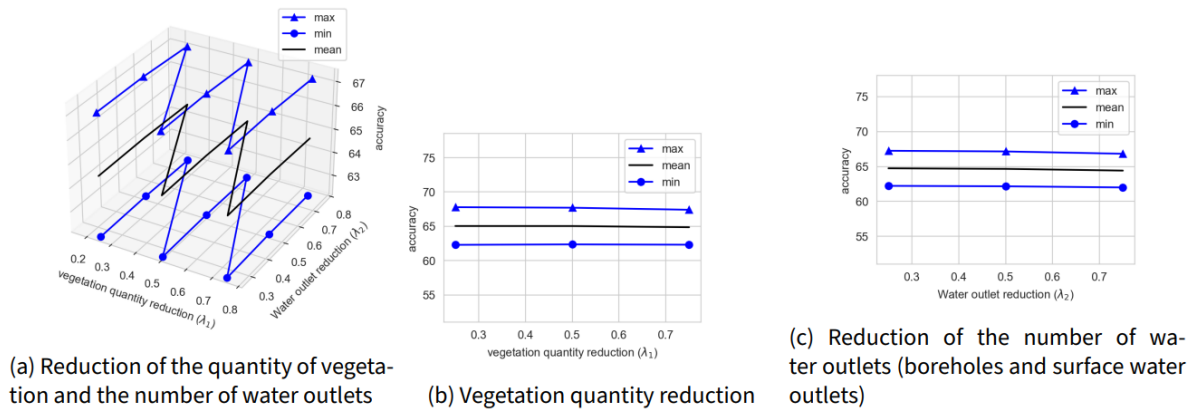 max
min
mean
67
66
65
64
63
accuracy
0.2
0.3
0.4
0.5
0.6
0.7
0.8
vegetation quantity reduction (λ₁)
0.3
0.4
0.5
0.6
0.7
0.8
Water outlet reduction (λ₂)
(a) Reduction of the quantity of vegeta-
tion and the number of water outlets
max
mean
min
75
70
65
60
55
accuracy
0.3 0.4 0.5 0.6 0.7
vegetation quantity reduction (λ₁)
(b) Vegetation quantity reduction
max
mean
min
75
70
65
60
55
accuracy
0.3 0.4 0.5 0.6 0.7
Water outlet reduction (λ₂)
(c) Reduction of the number of wa-
ter outlets (boreholes and surface water
outlets)